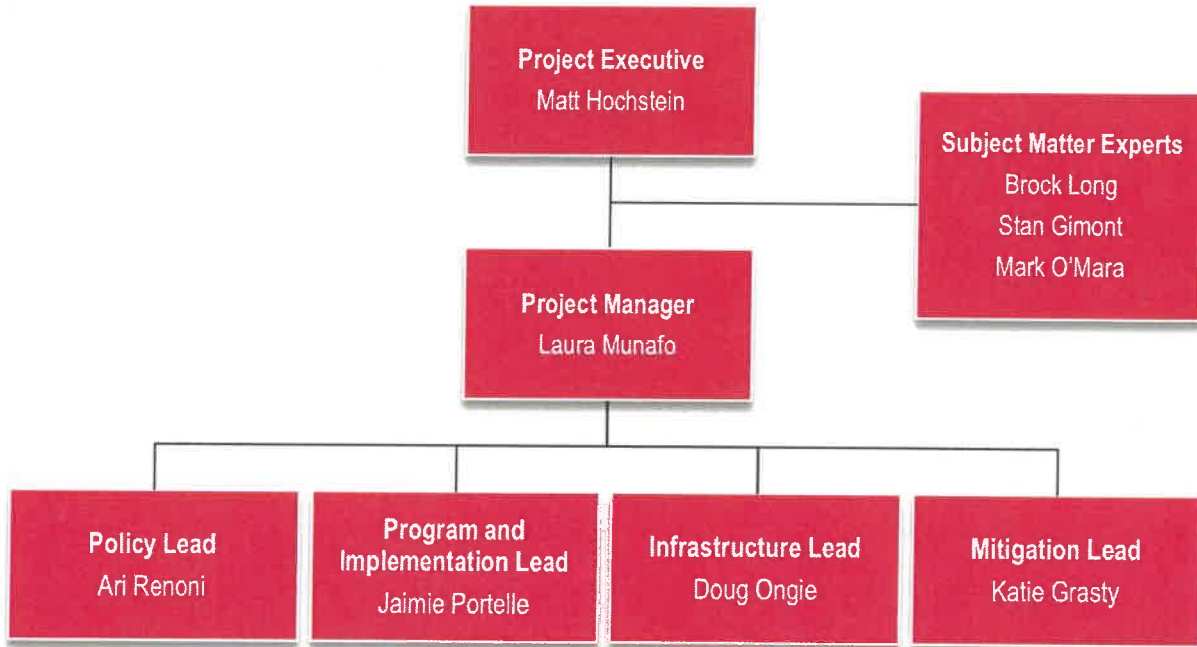 Project Executive
Matt Hochstein
Subject Matter Experts
Brock Long
Stan Gimont
Mark O'Mara
Project Manager
Laura Munafo
Policy Lead
Ari Renoni
Program and
Implementation Lead
Jaimie Portelle
Infrastructure Lead
Doug Ongie
Mitigation Lead
Katie Grasty